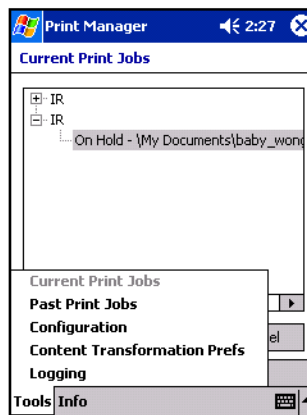 Print Manager 2:27
Current Print Jobs
IR
IR
On Hold - \My Documents\baby_wong
Current Print Jobs
Past Print Jobs
Configuration
el
Content Transformation Prefs
Logging
Tools Info